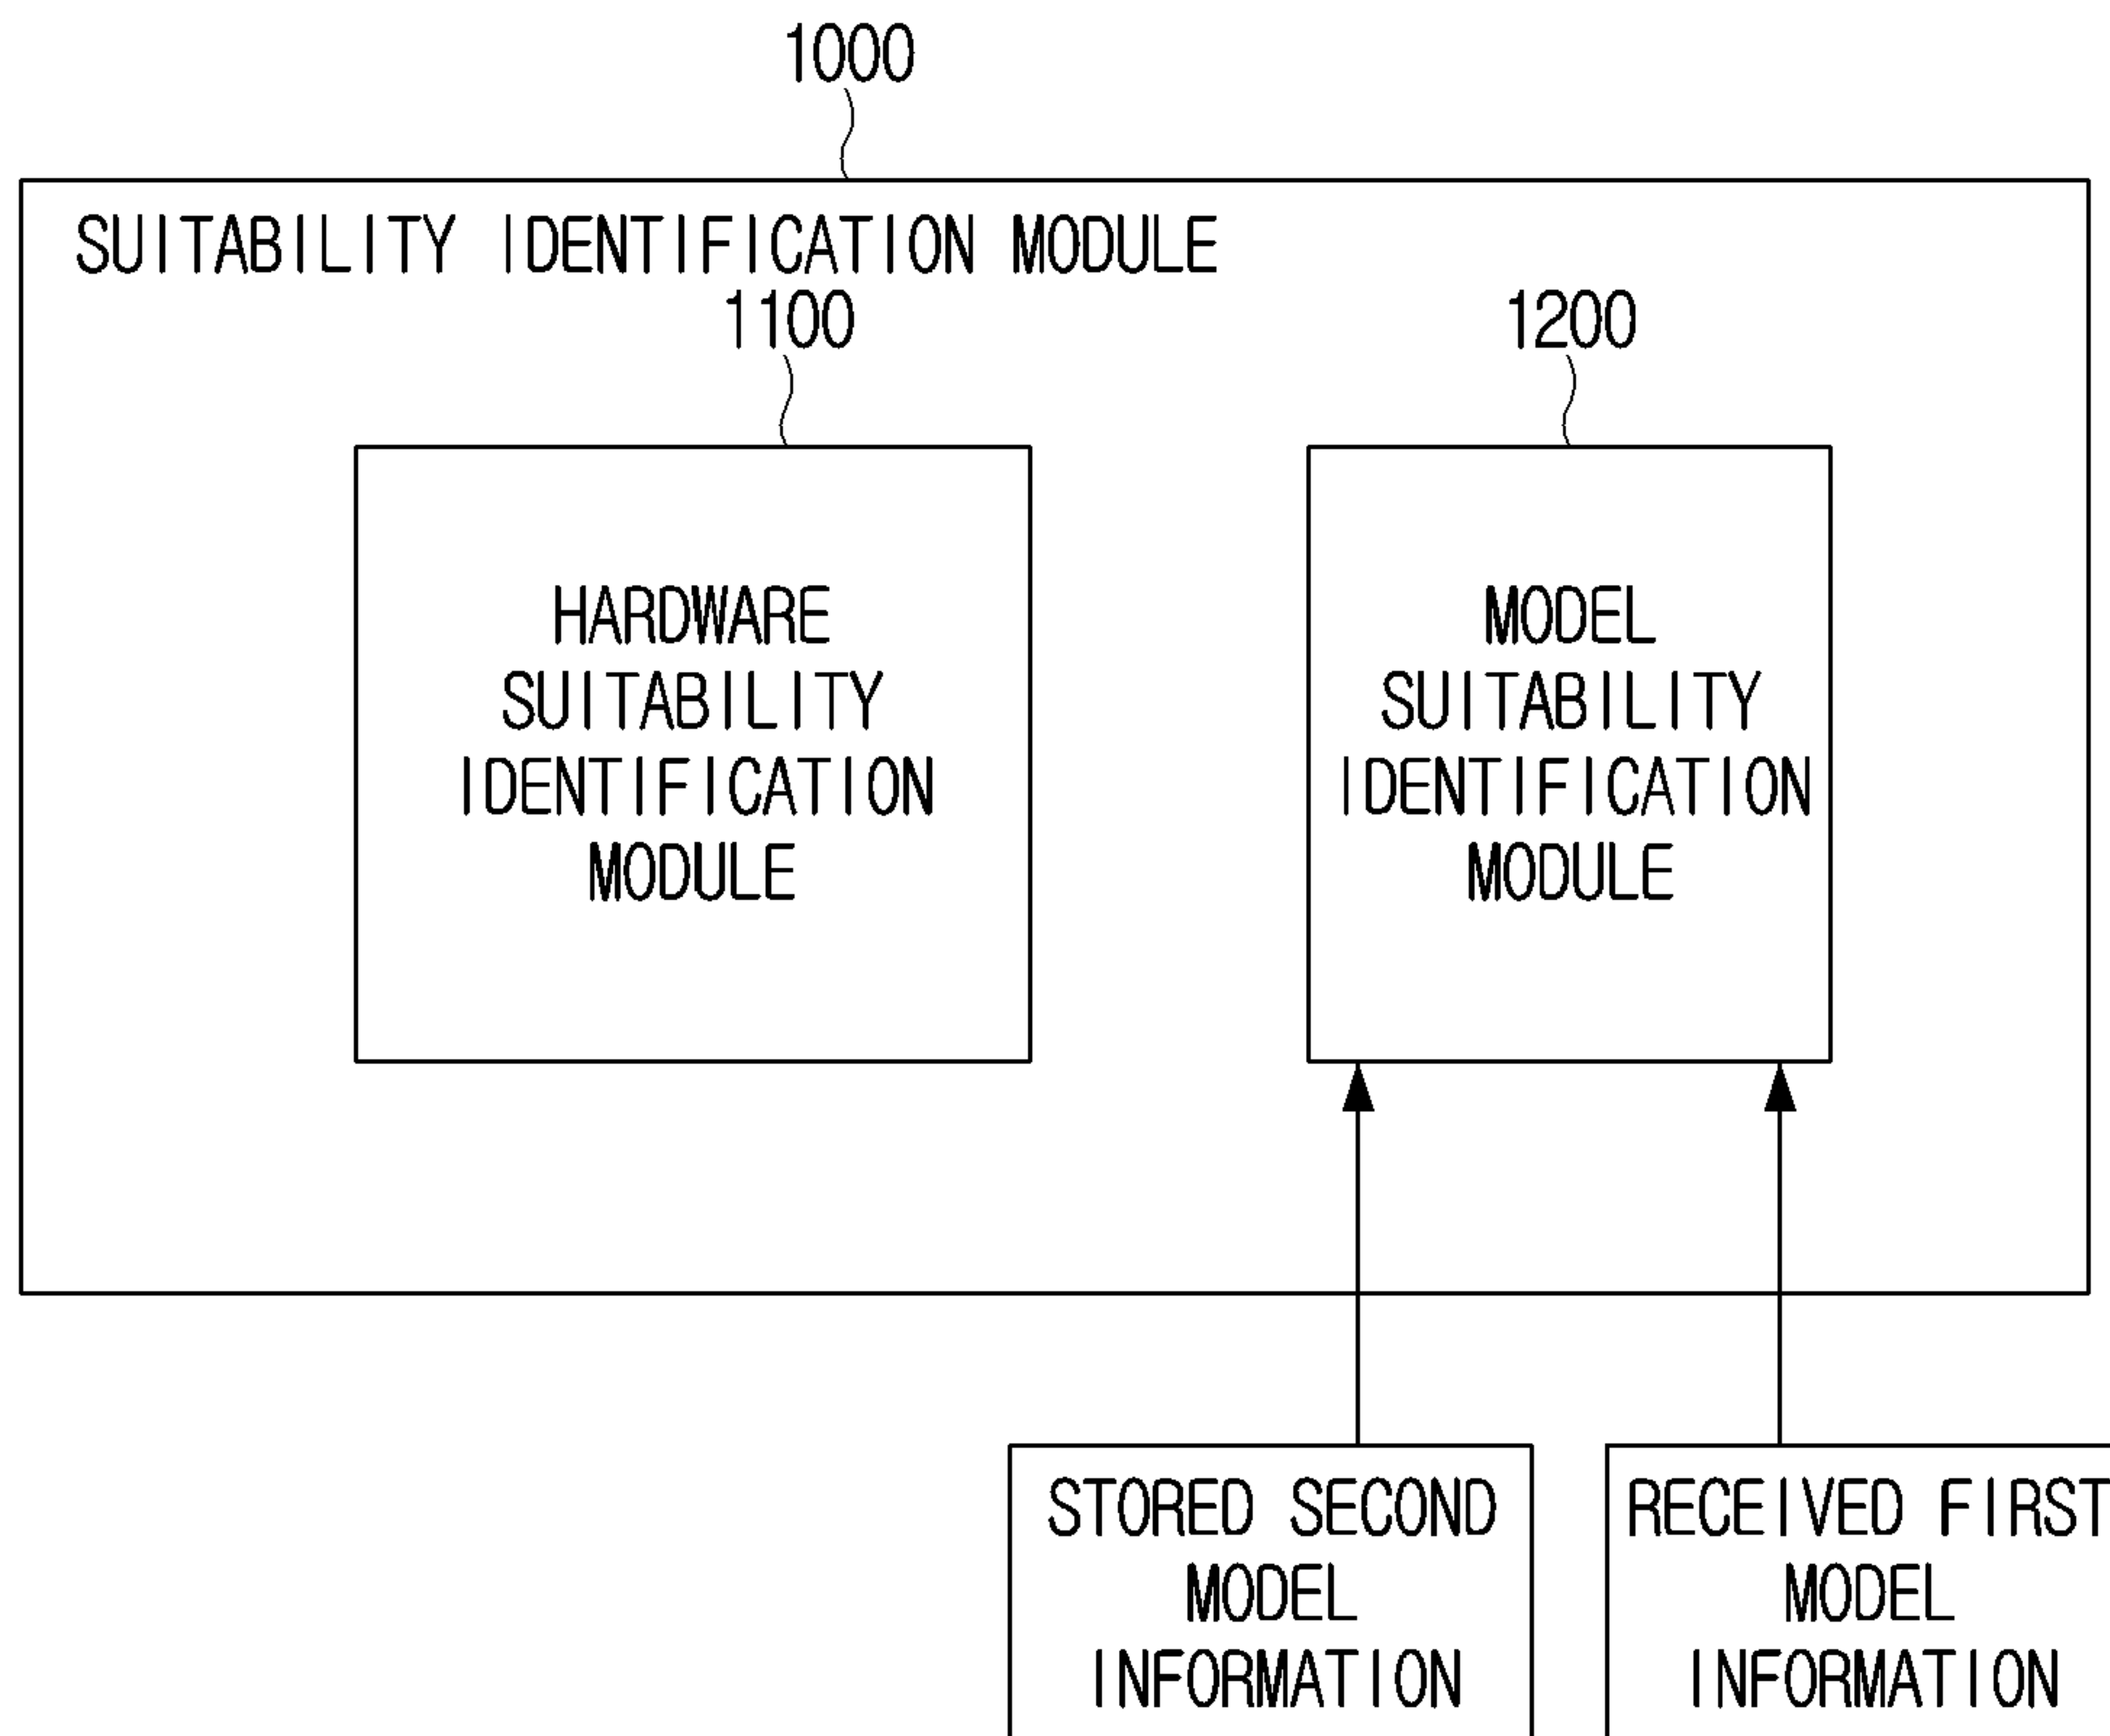 1000
SUITABILITY IDENTIFICATION MODULE
1100
1200
HARDWARE
SUITABILITY
IDENTIFICATION
MODULE
MODEL
SUITABILITY
IDENTIFICATION
MODULE
STORED SECOND
MODEL
INFORMATION
RECEIVED FIRST
MODEL
INFORMATION